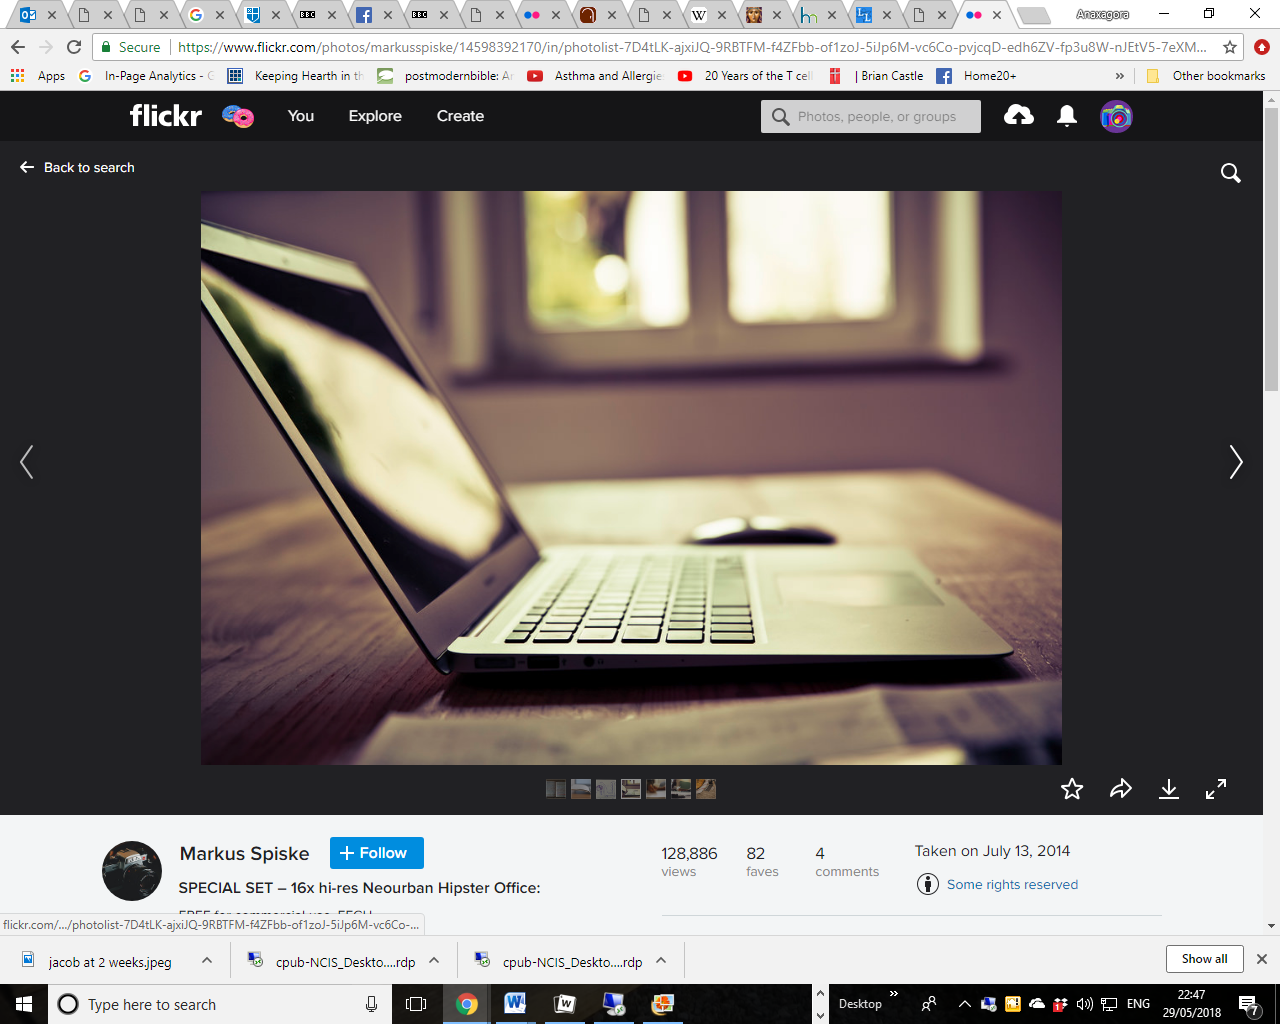 Anaxagora
Secure https://www.flickr.com/photos/markusspiske/14598392170/in/photolist-7D4tLK-ajxiJQ-9RBTFM-f4ZFbb-of1zoJ-5iJp6M-vc6Co-pvjcqD-edh6ZV-fp3u8W-nJEtV5-7eXM...
Apps In-Page Analytics - Keeping Hearth in th postmodernbible: Ar Asthma and Allergie 20 Years of the T cell | Brian Castle Home20+ » Other bookmarks
flickr You Explore Create Photos, people, or groups
Back to search
Markus Spiske + Follow
SPECIAL SET – 16x hi-res Neourban Hipster Office:
128,886 views
82 faves
4 comments
Taken on July 13, 2014
Some rights reserved
flickr.com/.../photolist-7D4tLK-ajxiJQ-9RBTFM-f4ZFbb-of1zoJ-5iJp6M-vc6Co-...
jacob at 2 weeks.jpeg cpub-NCIS_Deskto....rdp cpub-NCIS_Deskto....rdp Show all
Type here to search Desktop » ENG 22:47
29/05/2018 7